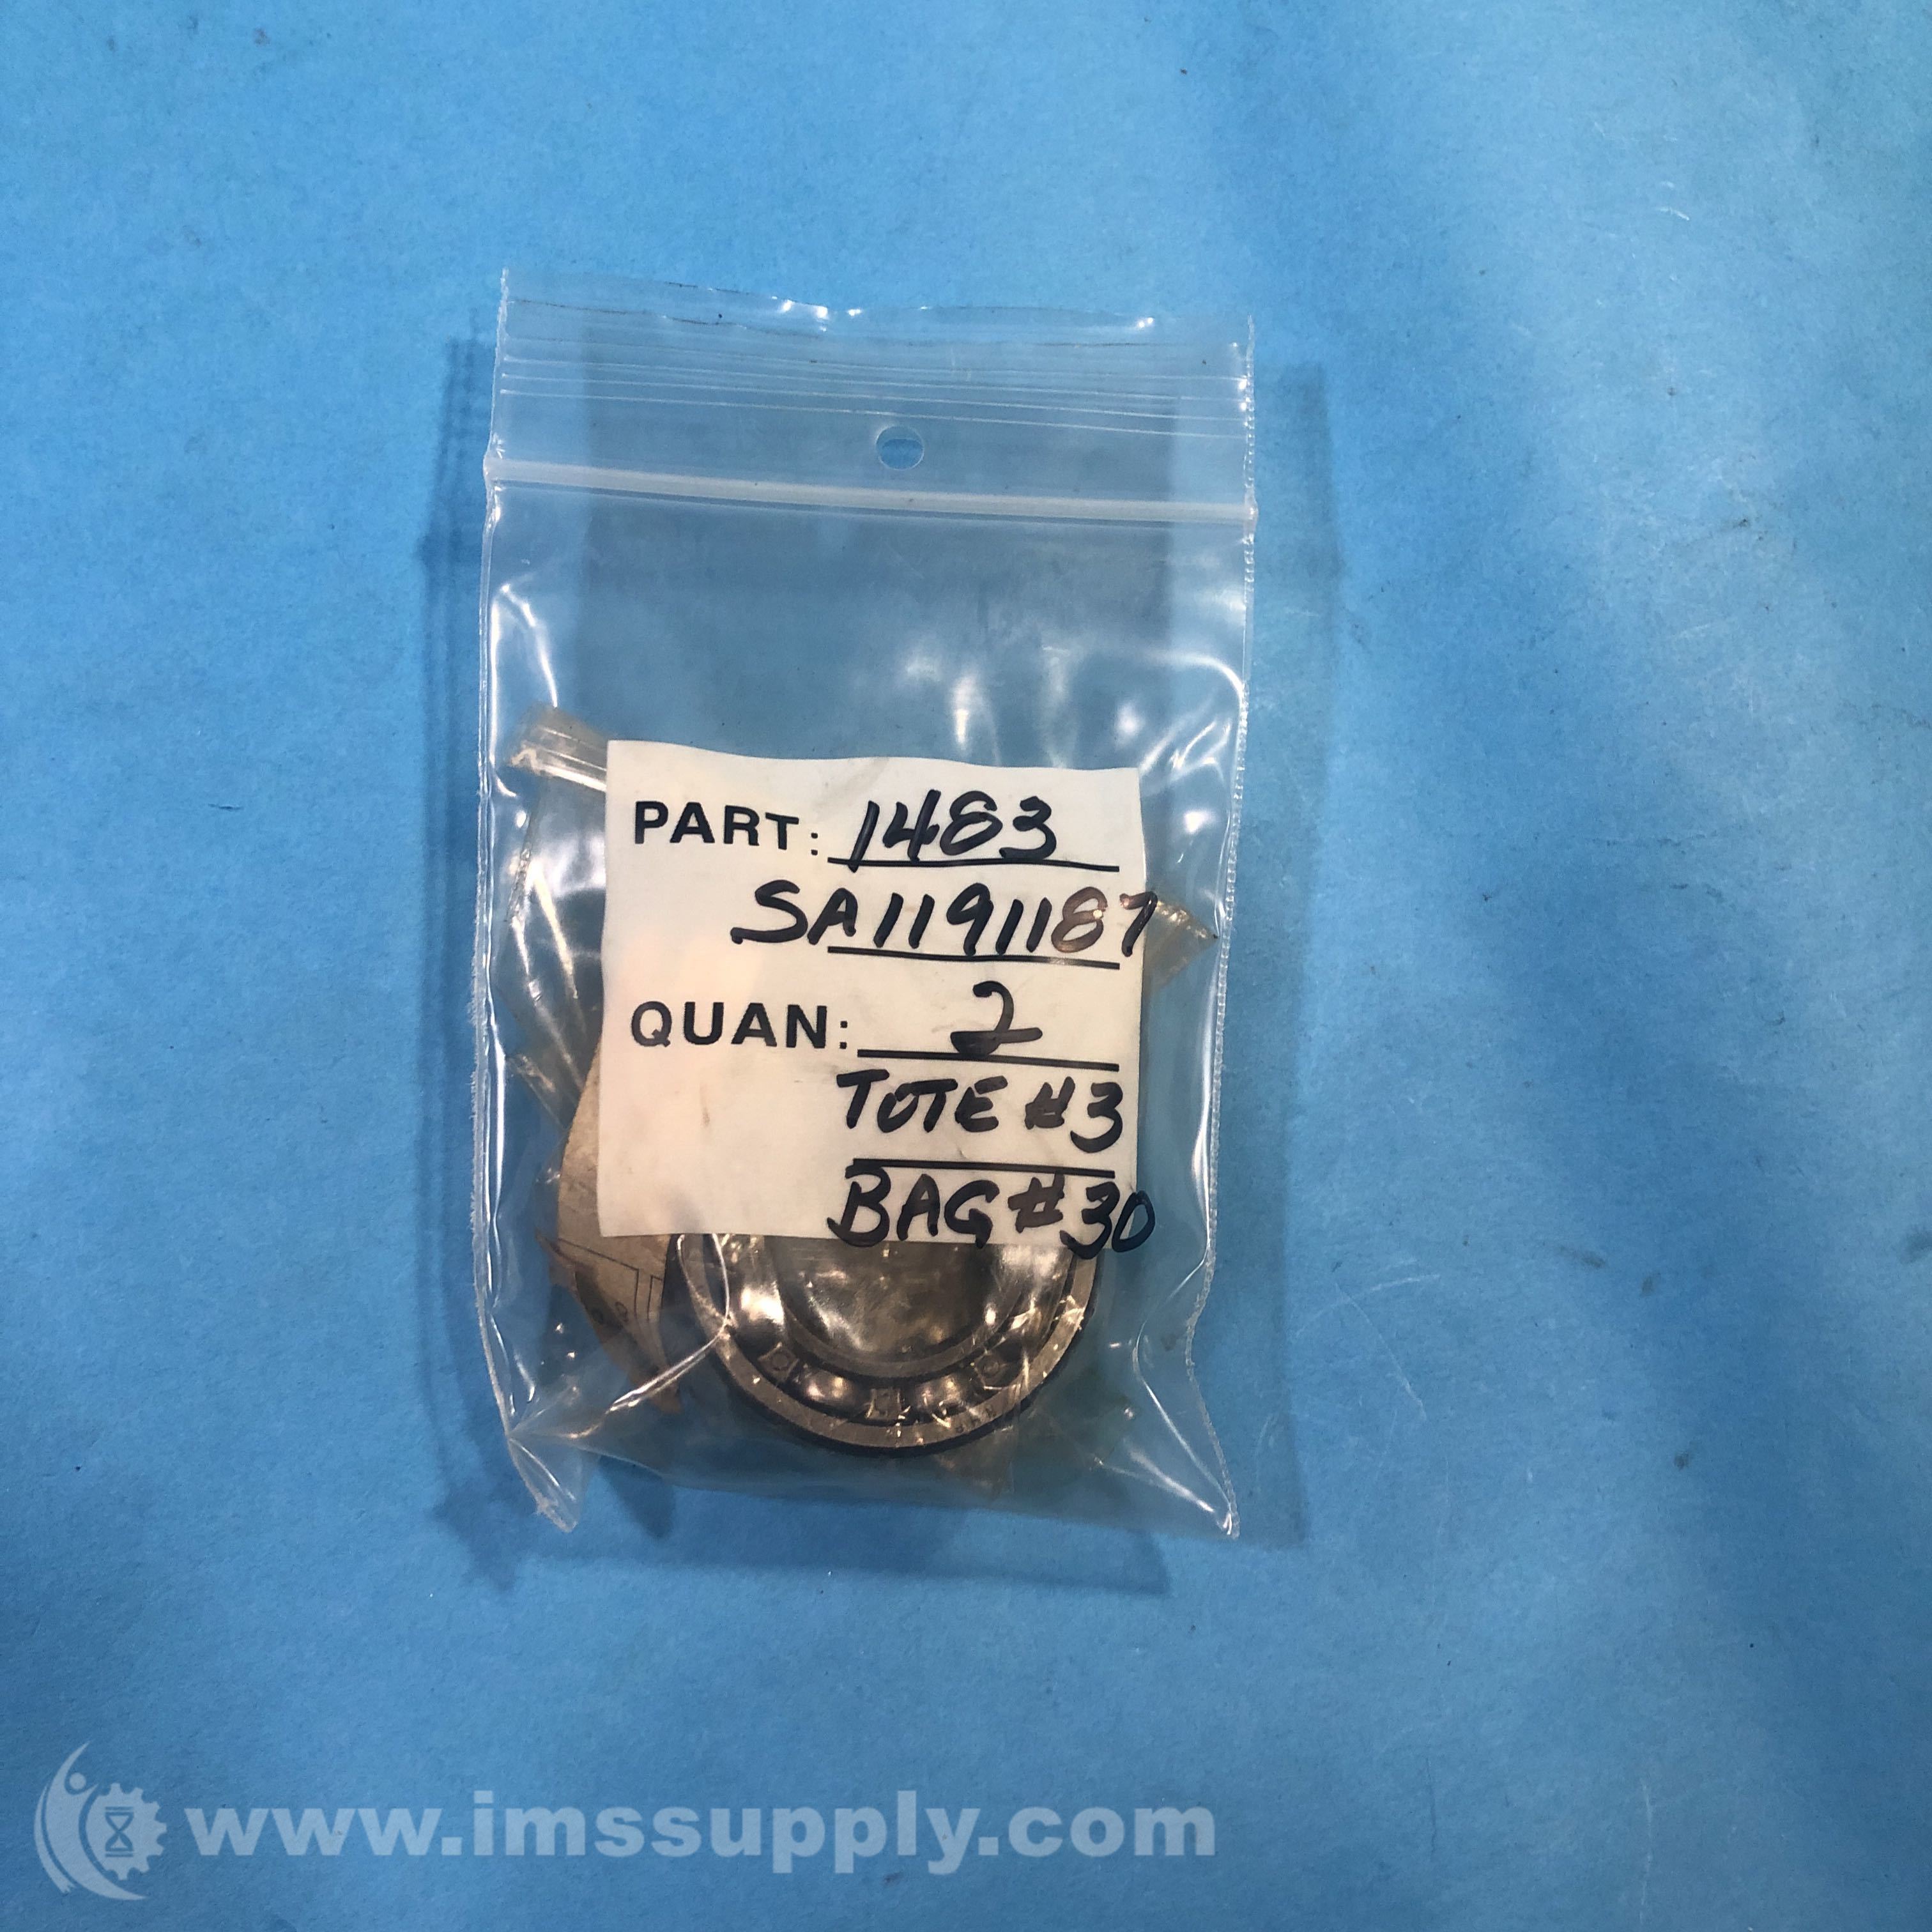 PART: 1483
SA1191187
QUAN: 2
TOTE #3
BAG #30
www.imssupply.com